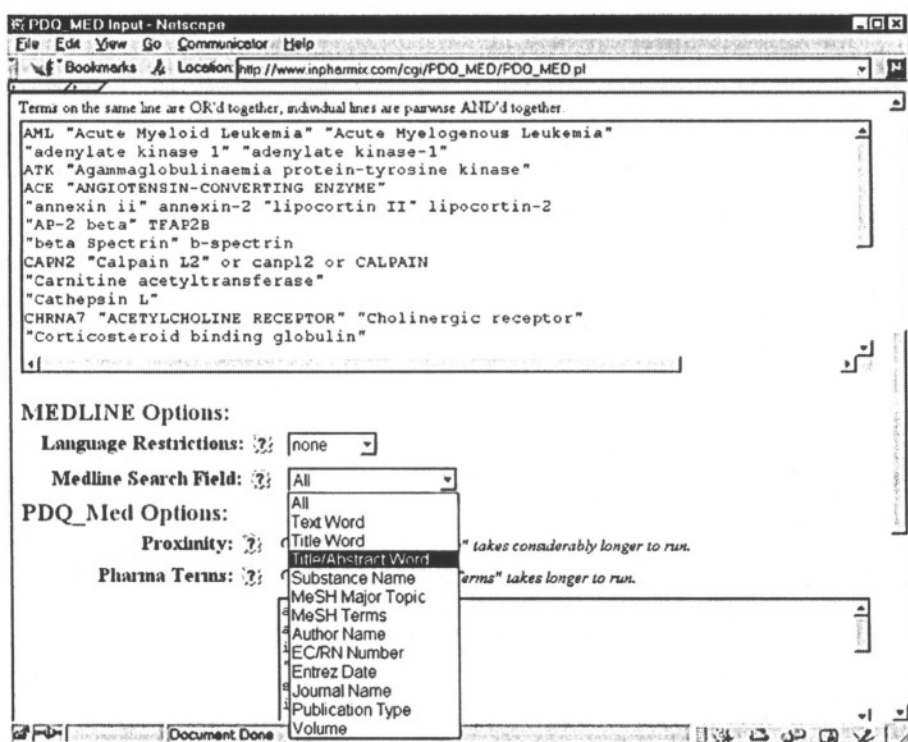 PDQ_MED Input - Netscape
File Edit View Go Communicator Help
Bookmarks Location: http://www.inpharmix.com/cgi/PDQ_MED/PDQ_MED.pl
Terms on the same line are OR'd together, individual lines are pairwise AND'd together.
AML "Acute Myeloid Leukemia" "Acute Myelogenous Leukemia"
"adenylate kinase 1" "adenylate kinase-1"
ATK "Agammaglobulinaemia protein-tyrosine kinase"
ACE "ANGIOTENSIN-CONVERTING ENZYME"
"annexin ii" annexin-2 "lipocortin II" lipocortin-2
"AP-2 beta" TFAP2B
"beta Spectrin" b-spectrin
CAPN2 "Calpain L2" or canpl2 or CALPAIN
"Carnitine acetyltransferase"
"Cathepsin L"
CHRNA7 "ACETYLCHOLINE RECEPTOR" "Cholinergic receptor"
"Corticosteroid binding globulin"
MEDLINE Options:
Language Restrictions: ? none
Medline Search Field: ? All
All
PDQ_Med Options:
Text Word
Proximity: ? Title Word " takes considerably longer to run.
Title/Abstract Word
Pharma Terms: ? Substance Name erms" takes longer to run.
MeSH Major Topic
MeSH Terms
Author Name
EC/RN Number
Entrez Date
Journal Name
Publication Type
Document Done Volume